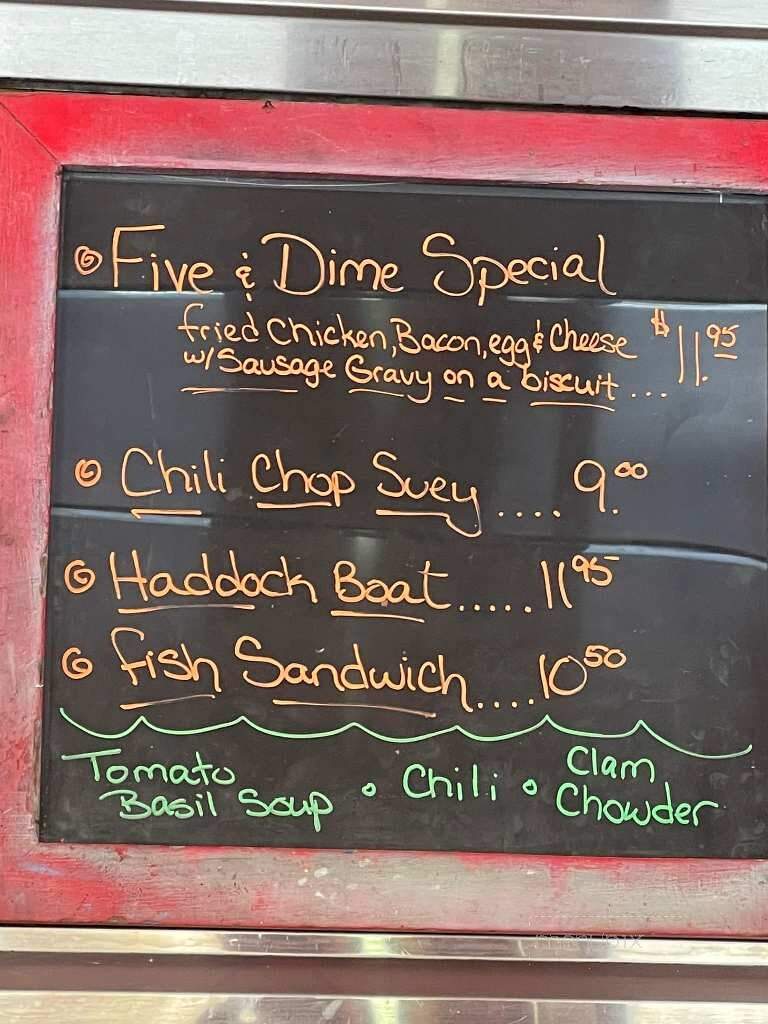 Five & Dime Special
fried Chicken, Bacon, egg & Cheese $11.95
w/Sausage Gravy on a biscuit...
Chili Chop Suey .... 9.00
Haddock Boat..... 11 95
Fish Sandwich.... 10 50
Tomato
Basil Soup • Chili • Clam
Chowder